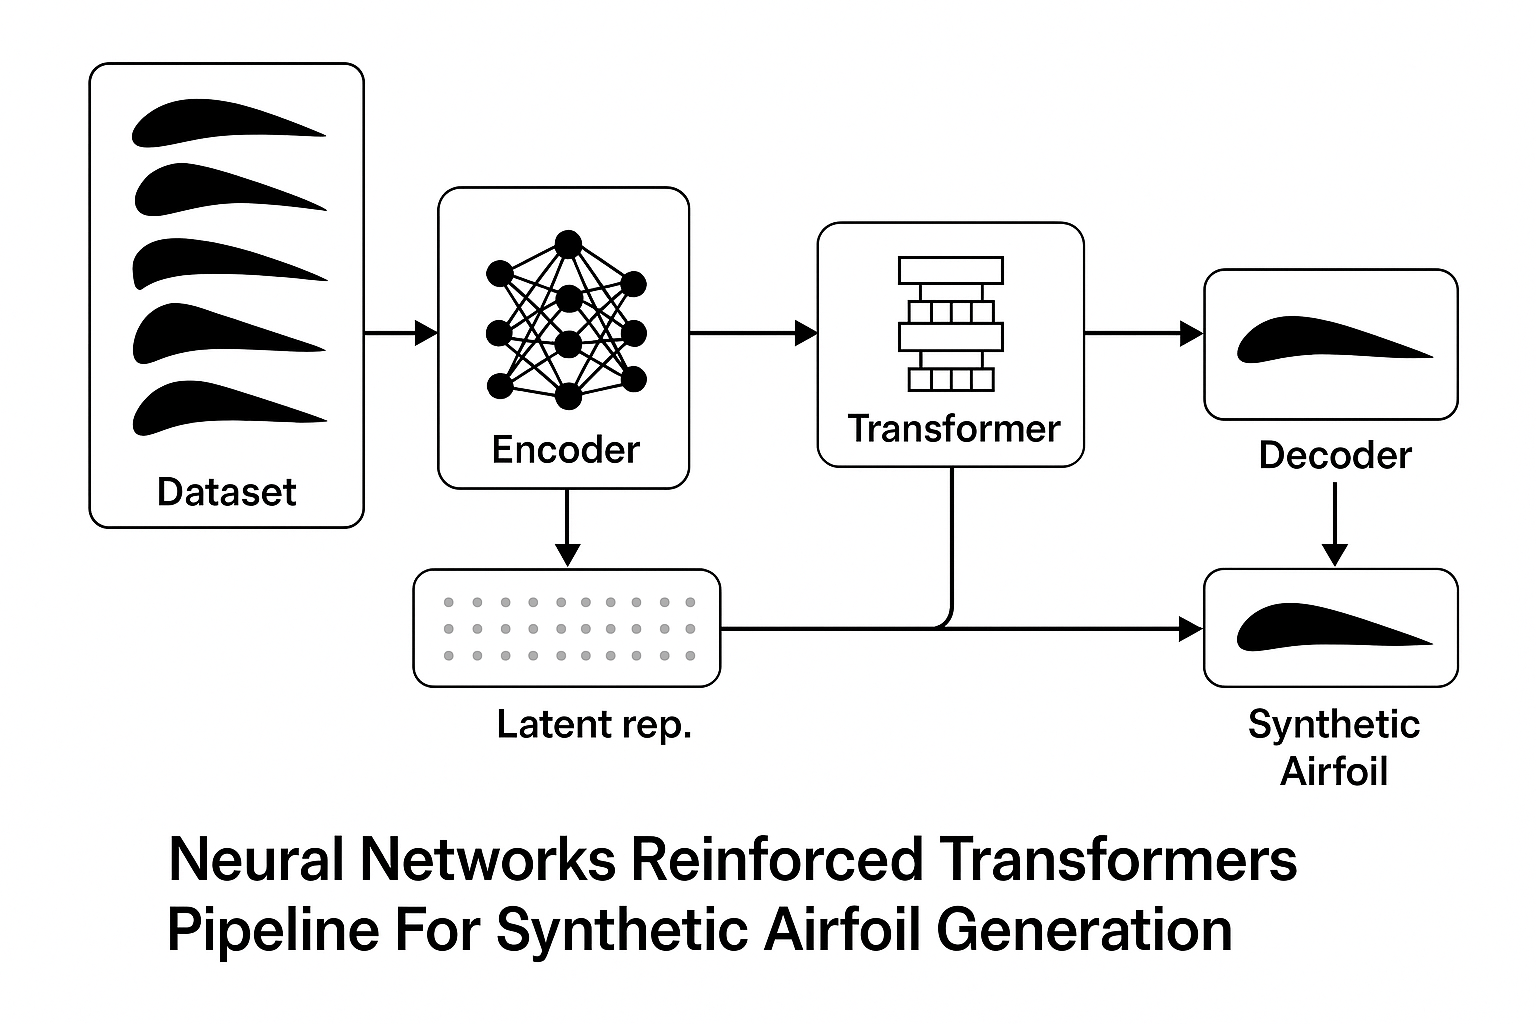 Dataset
Encoder
Transformer
Decoder
Latent rep.
Synthetic
Airfoil
Neural Networks Reinforced Transformers
Pipeline For Synthetic Airfoil Generation